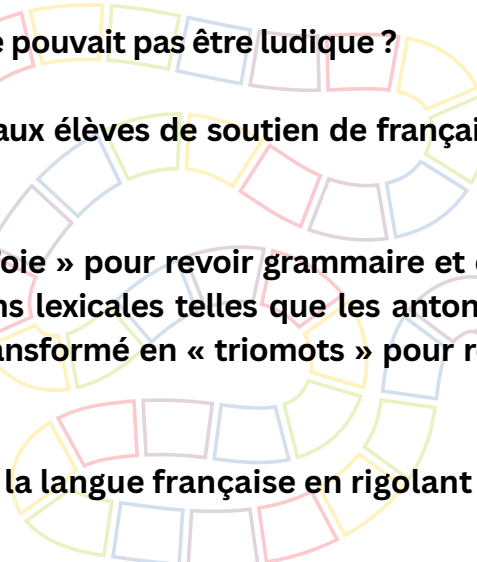 pouvait pas être ludique ?
aux élèves de soutien de françai
oie » pour revoir grammaire et
ns lexicales telles que les anton
ansformé en « triomots » pour r
la langue française en rigolant